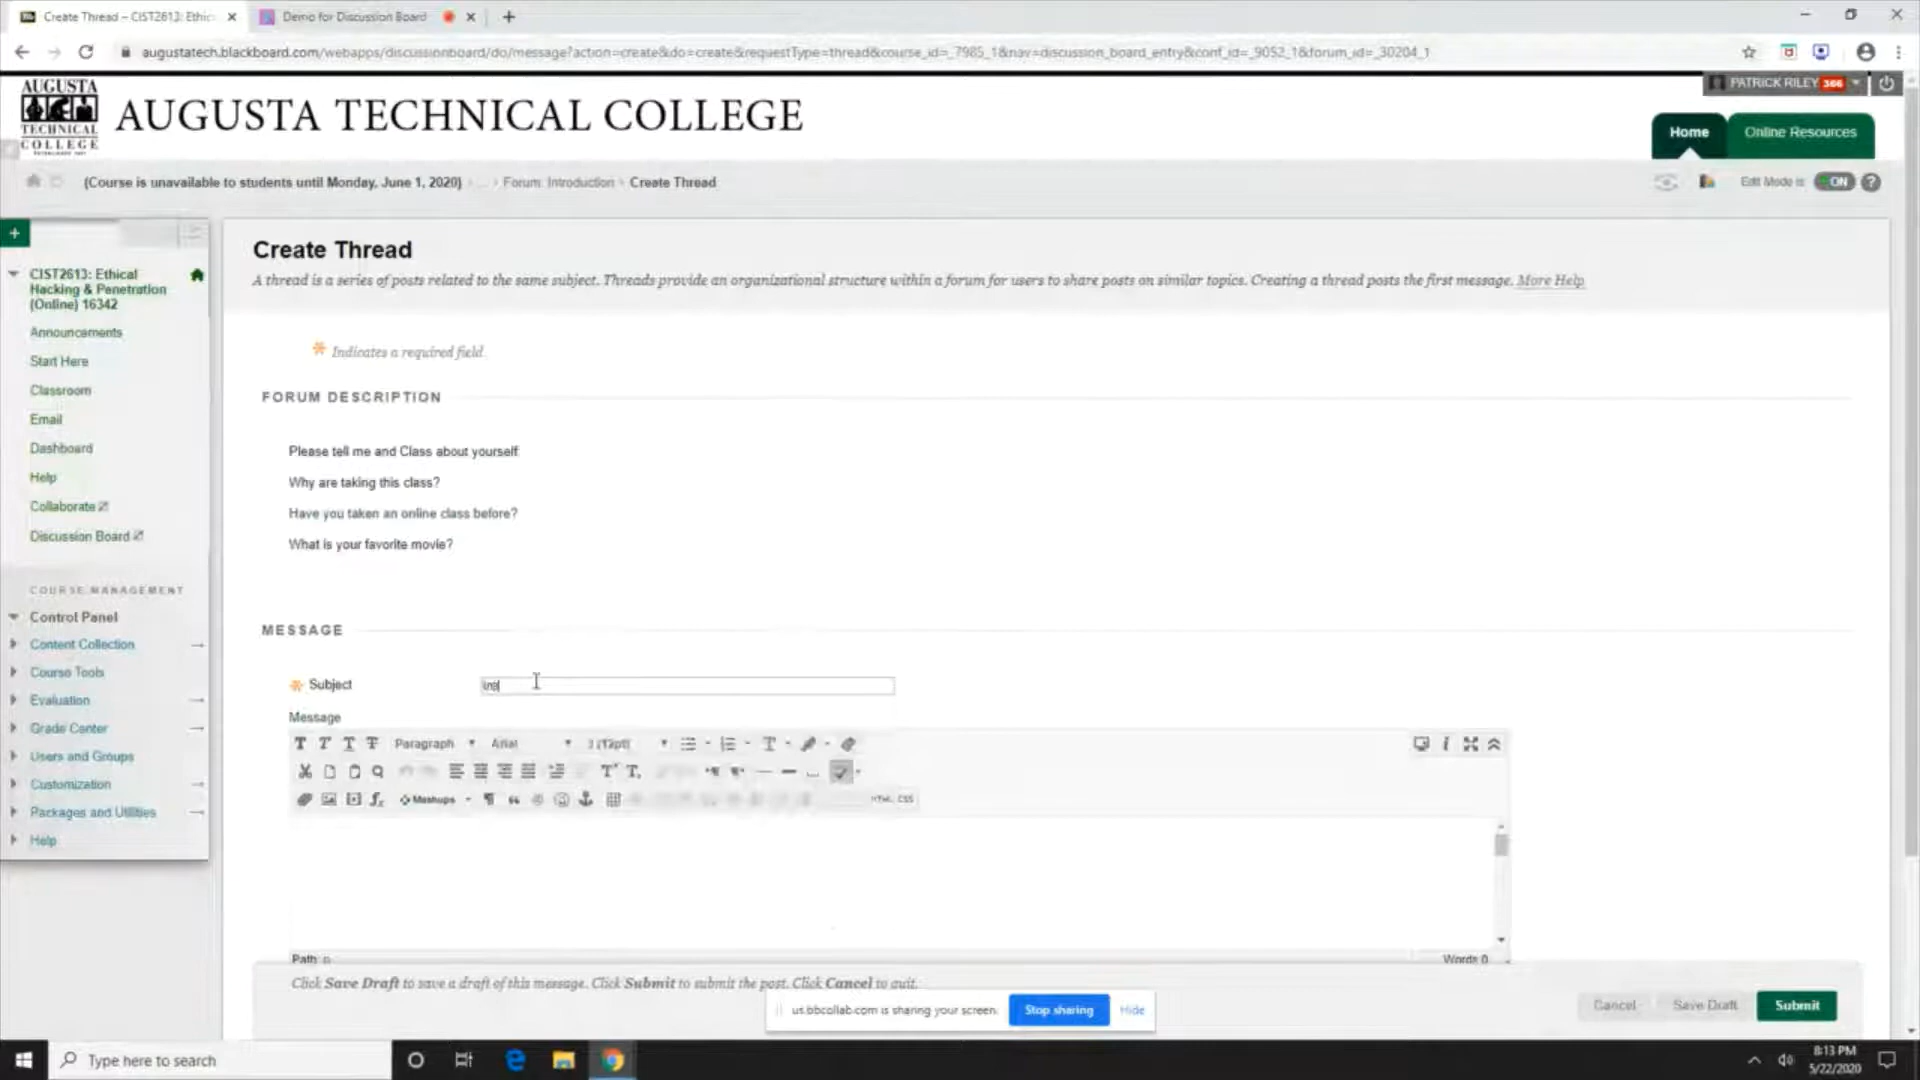 Create Thread – CIST2613: Ethic
Demo for Discussion Board
augustatech.blackboard.com/webapps/discussionboard/do/message?action=create&do=create&requestType=thread&course_id=_7985_1&nav=discussion_board_entry&conf_id=_9052_1&forum_id=_30204_1
AUGUSTA
TECHNICAL
COLLEGE
AUGUSTA TECHNICAL COLLEGE
PATRICK RILEY 366
Home
Online Resources
(Course is unavailable to students until Monday, June 1, 2020)
... Forum: Introduction
Create Thread
Edit Mode is: ON ?
CIST2613: Ethical
Hacking & Penetration
(Online) 16342
Announcements
Start Here
Classroom
Email
Dashboard
Help
Collaborate
Discussion Board
COURSE MANAGEMENT
Control Panel
Content Collection
Course Tools
Evaluation
Grade Center
Users and Groups
Customization
Packages and Utilities
Help
Create Thread
A thread is a series of posts related to the same subject. Threads provide an organizational structure within a forum for users to share posts on similar topics. Creating a thread posts the first message. More Help
Indicates a required field.
FORUM DESCRIPTION
Please tell me and Class about yourself
Why are taking this class?
Have you taken an online class before?
What is your favorite movie?
MESSAGE
Subject
Message
Paragraph
Arial
3 (12pt)
Mashups
HTML CSS
Path: p
Words:0
Click Save Draft to save a draft of this message. Click Submit to submit the post. Click Cancel to quit.
Cancel
Save Draft
Submit
us.bbcollab.com is sharing your screen.
Stop sharing
Hide
Type here to search
8:13 PM
5/22/2020